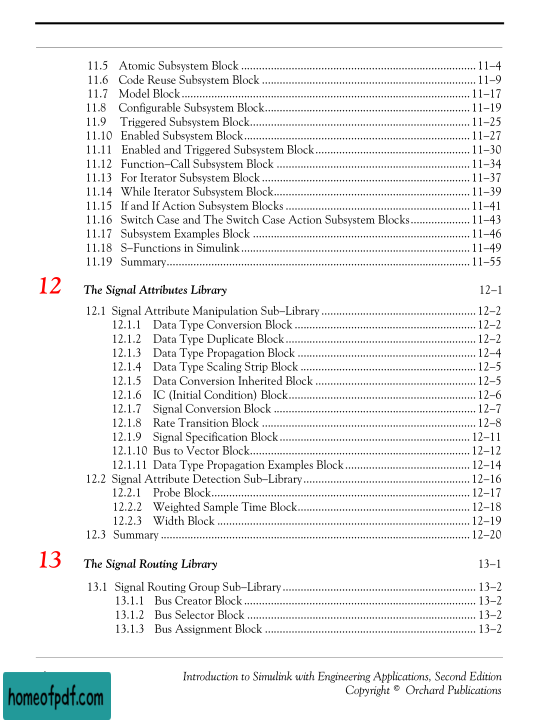 11.5 Atomic Subsystem Block ................ 11–4
11.6 Code Reuse Subsystem Block ................ 11–9
11.7 Model Block ................ 11–17
11.8 Configurable Subsystem Block ................ 11–19
11.9 Triggered Subsystem Block ................ 11–25
11.10 Enabled Subsystem Block ................ 11–27
11.11 Enabled and Triggered Subsystem Block ................ 11–30
11.12 Function–Call Subsystem Block ................ 11–34
11.13 For Iterator Subsystem Block ................ 11–37
11.14 While Iterator Subsystem Block ................ 11–39
11.15 If and If Action Subsystem Blocks ................ 11–41
11.16 Switch Case and The Switch Case Action Subsystem Blocks ................ 11–43
11.17 Subsystem Examples Block ................ 11–46
11.18 S–Functions in Simulink ................ 11–49
11.19 Summary ................ 11–55
12 The Signal Attributes Library 12–1
12.1 Signal Attribute Manipulation Sub–Library ................ 12–2
12.1.1 Data Type Conversion Block ................ 12–2
12.1.2 Data Type Duplicate Block ................ 12–2
12.1.3 Data Type Propagation Block ................ 12–4
12.1.4 Data Type Scaling Strip Block ................ 12–5
12.1.5 Data Conversion Inherited Block ................ 12–5
12.1.6 IC (Initial Condition) Block ................ 12–6
12.1.7 Signal Conversion Block ................ 12–7
12.1.8 Rate Transition Block ................ 12–8
12.1.9 Signal Specification Block ................ 12–11
12.1.10 Bus to Vector Block ................ 12–12
12.1.11 Data Type Propagation Examples Block ................ 12–14
12.2 Signal Attribute Detection Sub–Library ................ 12–16
12.2.1 Probe Block ................ 12–17
12.2.2 Weighted Sample Time Block ................ 12–18
12.2.3 Width Block ................ 12–19
12.3 Summary ................ 12–20
13 The Signal Routing Library 13–1
13.1 Signal Routing Group Sub–Library ................ 13–2
13.1.1 Bus Creator Block ................ 13–2
13.1.2 Bus Selector Block ................ 13–2
13.1.3 Bus Assignment Block ................ 13–2
Introduction to Simulink with Engineering Applications, Second Edition
Copyright © Orchard Publications
homeofpdf.com